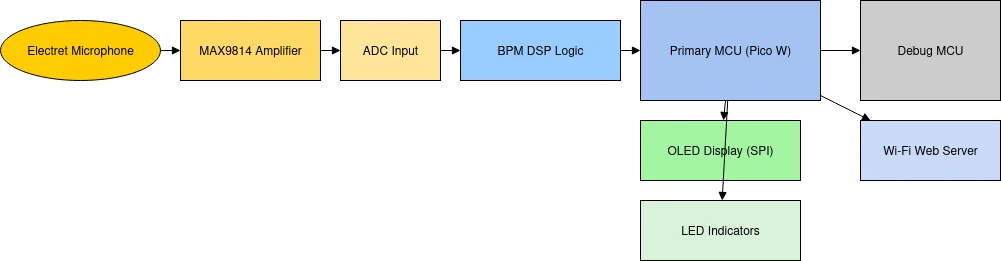 Electret Microphone
MAX9814 Amplifier
ADC Input
BPM DSP Logic
Primary MCU (Pico W)
Debug MCU
OLED Display (SPI)
Wi-Fi Web Server
LED Indicators